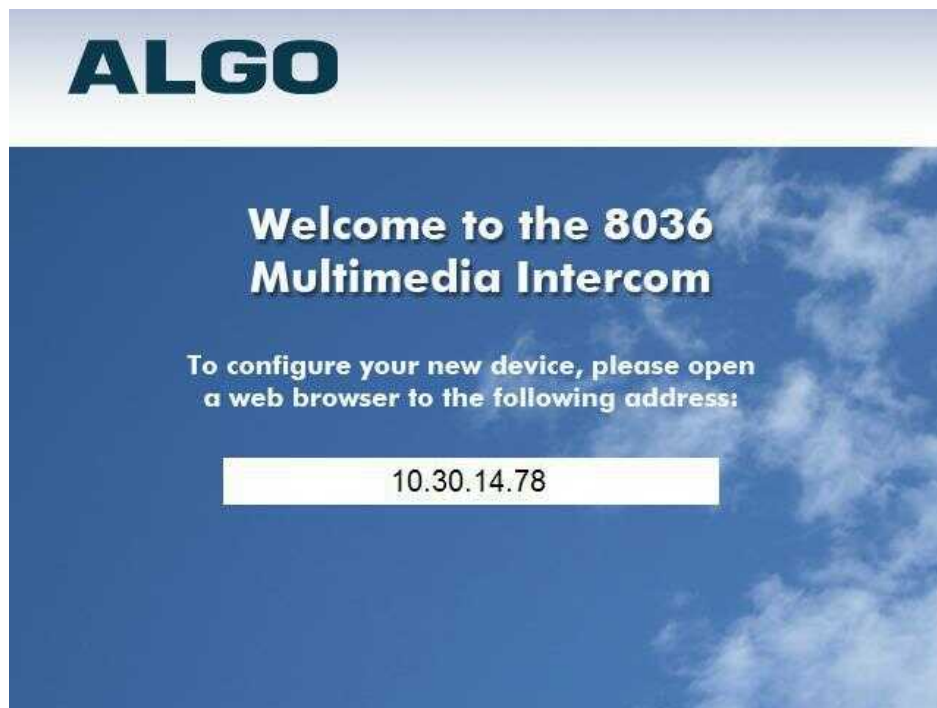 ALGO
Welcome to the 8036
Multimedia Intercom
To configure your new device, please open
a web browser to the following address:
10.30.14.78